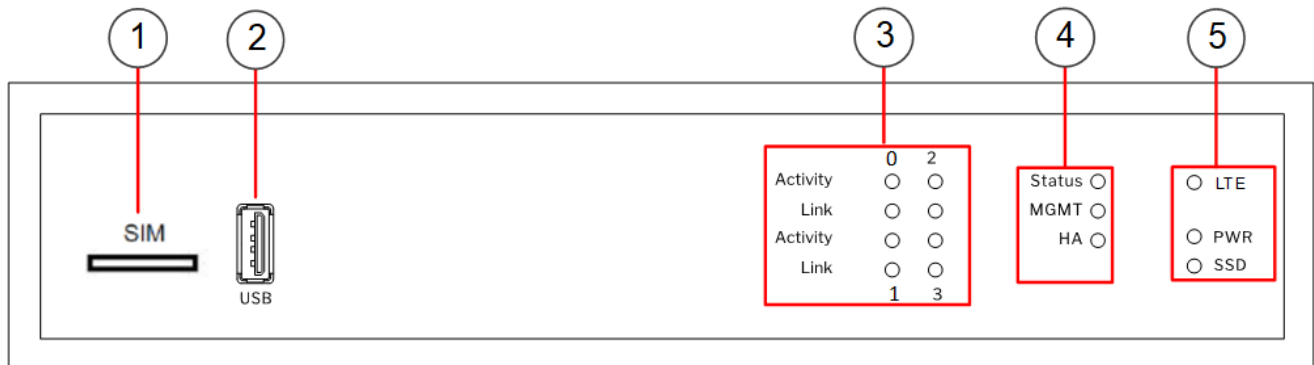 1 2 3 4 5
0 2
Activity
Link
Activity
Link
1 3
Status
MGMT
HA
LTE
PWR
SSD
SIM
USB